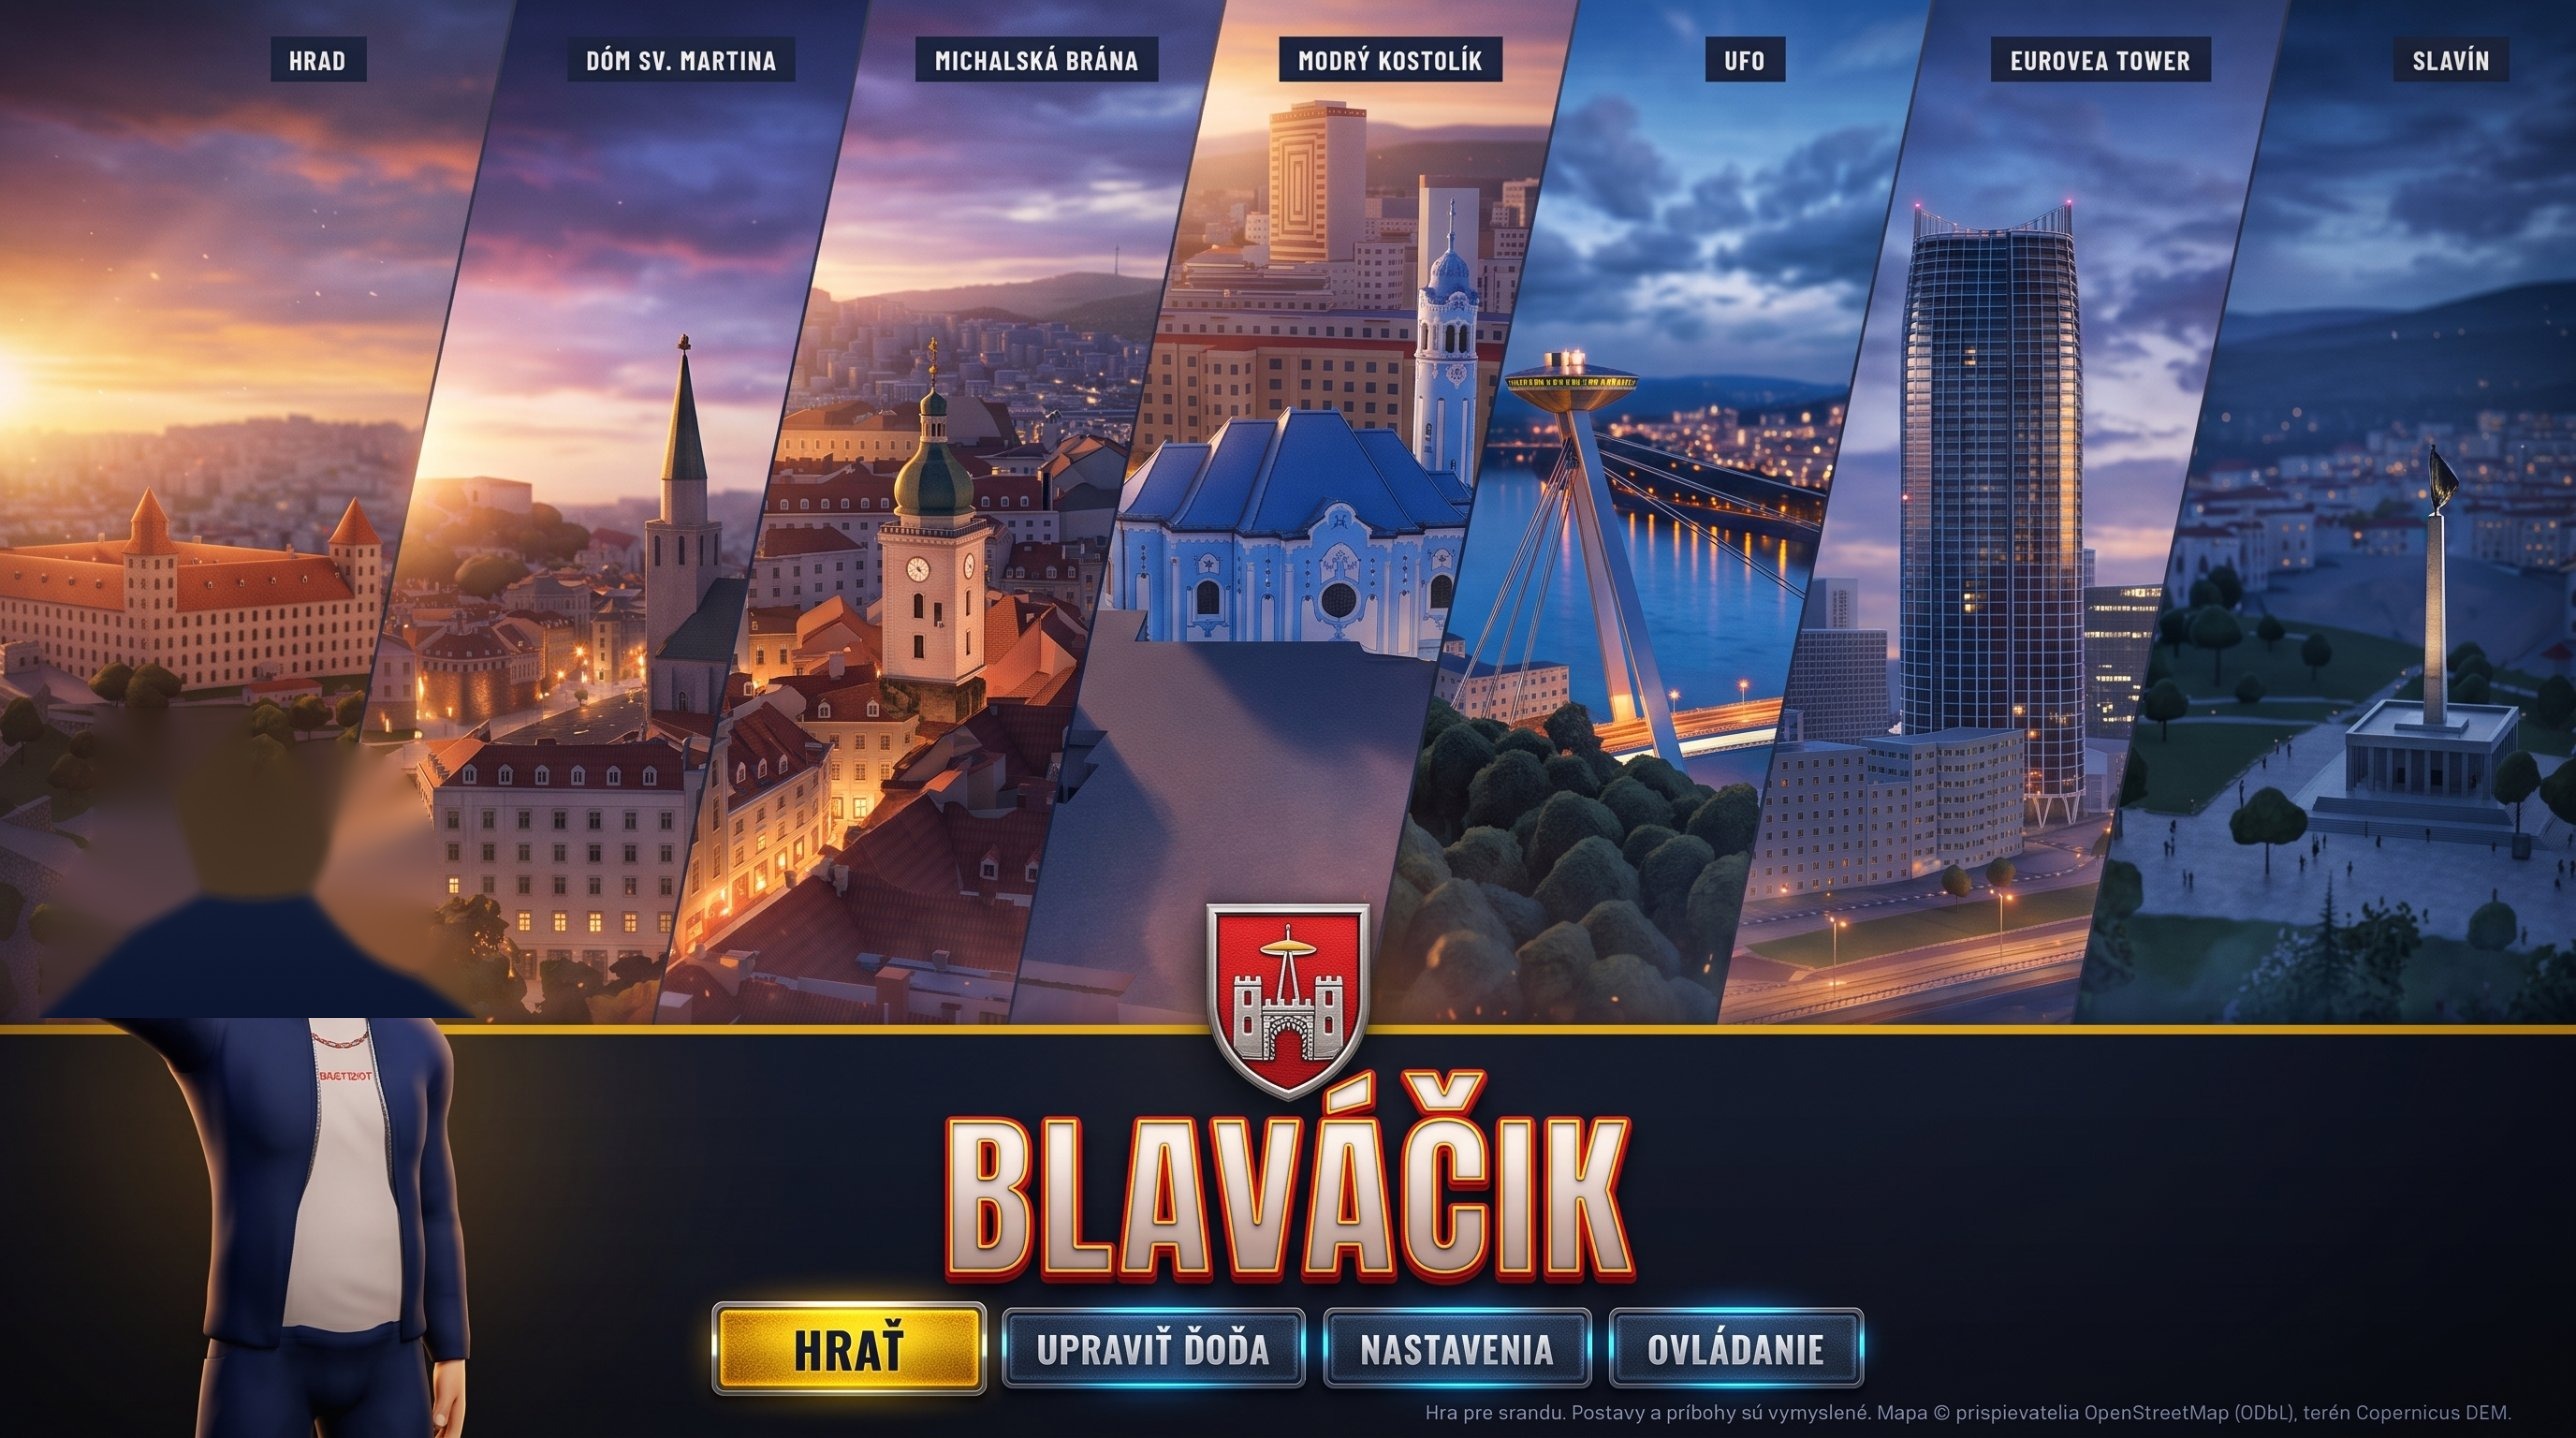 HRAD
DÓM SV. MARTINA
MICHALSKÁ BRÁNA
MODRÝ KOSTOLÍK
UFO
EUROVEA TOWER
SLAVÍN
BLAVÁČIK
HRAŤ
UPRAVIŤ ĎOĎA
NASTAVENIA
OVLÁDANIE
Hra pre srandu. Postavy a príbohy sú vymyslené. Mapa © prispievatelia OpenStreetMap (ODbL), terén Copernicus DEM.